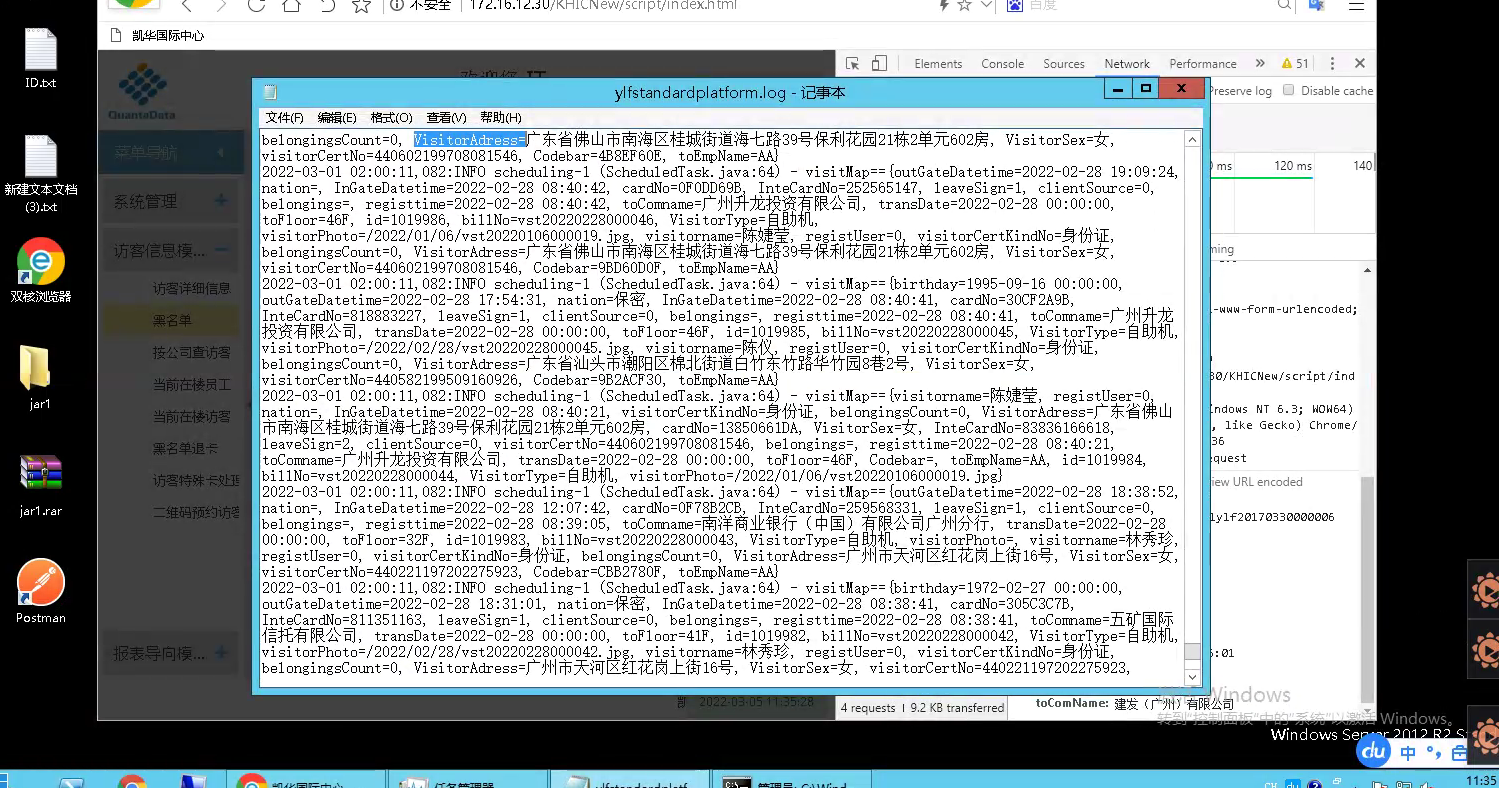 不安全
172.16.12.30/KHICNew/script/index.html
百度
凯华国际中心
ID.txt
新建文本文档
(3).txt
双核浏览器
jar1
jar1.rar
Postman
QuantaData
菜单导航
系统管理
访客信息模...
访客详细信息
黑名单
按公司查访客
当前在楼员工
当前在楼访客
黑名单退卡
访客特殊卡处理
二维码预约访客
报表导向模...
Elements Console Sources Network Performance » 51
Preserve log Disable cache
ylfstandardplatform.log - 记事本
文件(F) 编辑(E) 格式(O) 查看(V) 帮助(H)
belongingsCount=0, VisitorAdress=广东省佛山市南海区桂城街道海七路39号保利花园21栋2单元602房, VisitorSex=女,
visitorCertNo=440602199708081546, Codebar=4B8EF60E, toEmpName=AA}
2022-03-01 02:00:11,082:INFO scheduling-1 (ScheduledTask.java:64) - visitMap=={outGateDatetime=2022-02-28 19:09:24,
nation=, InGateDatetime=2022-02-28 08:40:42, cardNo=0F0DD69B, InteCardNo=252565147, leaveSign=1, clientSource=0,
belongings=, registtime=2022-02-28 08:40:42, toComname=广州升龙投资有限公司, transDate=2022-02-28 00:00:00,
toFloor=46F, id=1019986, billNo=vst20220228000046, VisitorType=自助机,
visitorPhoto=/2022/01/06/vst20220106000019.jpg, visitorname=陈婕莹, registUser=0, visitorCertKindNo=身份证,
belongingsCount=0, VisitorAdress=广东省佛山市南海区桂城街道海七路39号保利花园21栋2单元602房, VisitorSex=女,
visitorCertNo=440602199708081546, Codebar=9BD60D0F, toEmpName=AA}
2022-03-01 02:00:11,082:INFO scheduling-1 (ScheduledTask.java:64) - visitMap=={birthday=1995-09-16 00:00:00,
outGateDatetime=2022-02-28 17:54:31, nation=保密, InGateDatetime=2022-02-28 08:40:41, cardNo=30CF2A9B,
InteCardNo=818883227, leaveSign=1, clientSource=0, belongings=, registtime=2022-02-28 08:40:41, toComname=广州升龙
投资有限公司, transDate=2022-02-28 00:00:00, toFloor=46F, id=1019985, billNo=vst20220228000045, VisitorType=自助机,
visitorPhoto=/2022/02/28/vst20220228000045.jpg, visitorname=陈仪, registUser=0, visitorCertKindNo=身份证,
belongingsCount=0, VisitorAdress=广东省汕头市潮阳区棉北街道白竹东竹路华竹园8巷2号, VisitorSex=女,
visitorCertNo=440582199509160926, Codebar=9B2ACF30, toEmpName=AA}
2022-03-01 02:00:11,082:INFO scheduling-1 (ScheduledTask.java:64) - visitMap=={visitorname=陈婕莹, registUser=0,
nation=, InGateDatetime=2022-02-28 08:40:21, visitorCertKindNo=身份证, belongingsCount=0, VisitorAdress=广东省佛山
市南海区桂城街道海七路39号保利花园21栋2单元602房, cardNo=13850661DA, VisitorSex=女, InteCardNo=83836166618,
leaveSign=2, clientSource=0, visitorCertNo=440602199708081546, belongings=, registtime=2022-02-28 08:40:21,
toComname=广州升龙投资有限公司, transDate=2022-02-28 00:00:00, toFloor=46F, Codebar=, toEmpName=AA, id=1019984,
billNo=vst20220228000044, VisitorType=自助机, visitorPhoto=/2022/01/06/vst20220106000019.jpg}
2022-03-01 02:00:11,082:INFO scheduling-1 (ScheduledTask.java:64) - visitMap=={outGateDatetime=2022-02-28 18:38:52,
nation=, InGateDatetime=2022-02-28 12:07:42, cardNo=0F78B2CB, InteCardNo=259568331, leaveSign=1, clientSource=0,
belongings=, registtime=2022-02-28 08:39:05, toComname=南洋商业银行（中国）有限公司广州分行, transDate=2022-02-28
00:00:00, toFloor=32F, id=1019983, billNo=vst20220228000043, VisitorType=自助机, visitorPhoto=, visitorname=林秀珍,
registUser=0, visitorCertKindNo=身份证, belongingsCount=0, VisitorAdress=广州市天河区红花岗上街16号, VisitorSex=女,
visitorCertNo=440221197202275923, Codebar=CBB2780F, toEmpName=AA}
2022-03-01 02:00:11,082:INFO scheduling-1 (ScheduledTask.java:64) - visitMap=={birthday=1972-02-27 00:00:00,
outGateDatetime=2022-02-28 18:31:01, nation=保密, InGateDatetime=2022-02-28 08:38:41, cardNo=305C3C7B,
InteCardNo=811351163, leaveSign=1, clientSource=0, belongings=, registtime=2022-02-28 08:38:41, toComname=五矿国际
信托有限公司, transDate=2022-02-28 00:00:00, toFloor=41F, id=1019982, billNo=vst20220228000042, VisitorType=自助机,
visitorPhoto=/2022/02/28/vst20220228000042.jpg, visitorname=林秀珍, registUser=0, visitorCertKindNo=身份证,
belongingsCount=0, VisitorAdress=广州市天河区红花岗上街16号, VisitorSex=女, visitorCertNo=440221197202275923,
ms 120 ms 140
ming
-www-form-urlencoded;
30/KHICNew/script/ind
ndows NT 6.3; WOW64)
, like Gecko) Chrome/
36
quest
iew URL encoded
lylf20170330000006
6:01
2022-03-05 11:35:28
4 requests | 9.2 KB transferred
toComName: 建发（广州）有限公司
Windows
转到"控制面板"中的"系统"以激活 Windows。
Windows Server 2012 R2 S
du 中
凯华国际中心
任务管理器
ylfstandardplatf...
管理员: C:\Wind...
CH du
11:35